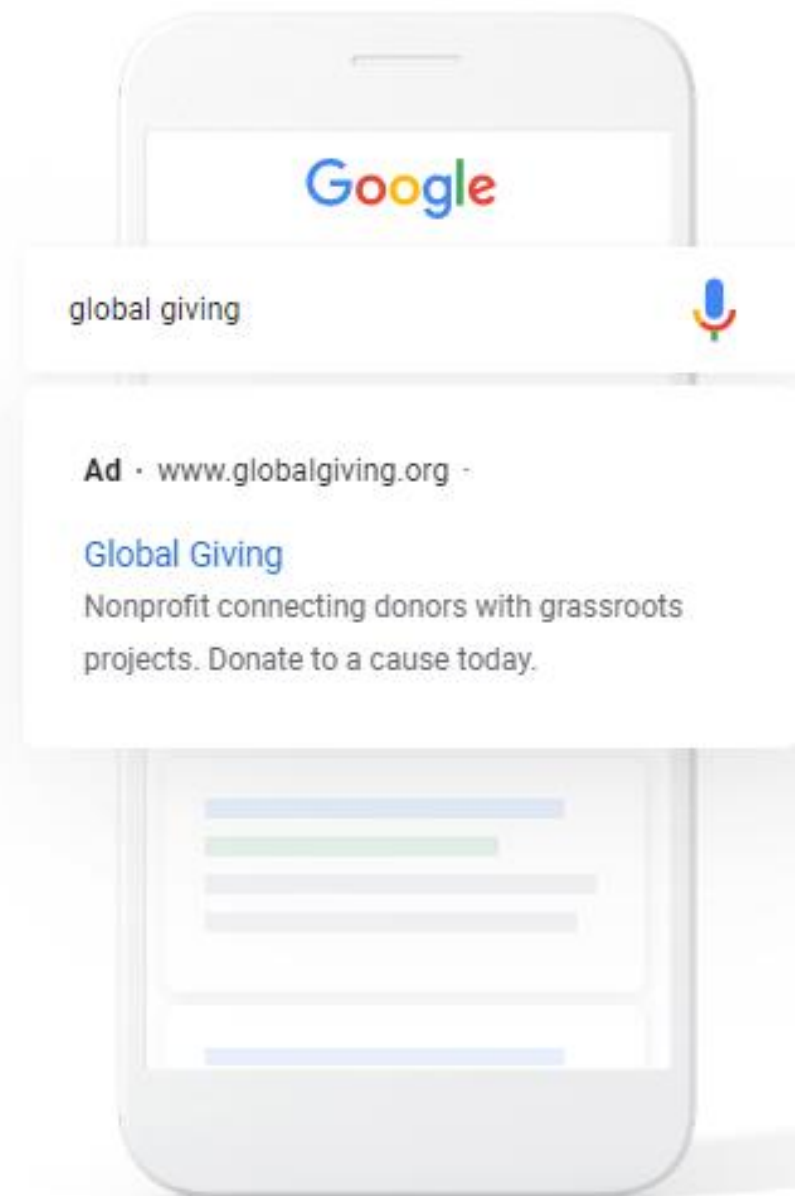 Google
global giving
Ad · www.globalgiving.org -
Global Giving
Nonprofit connecting donors with grassroots
projects. Donate to a cause today.